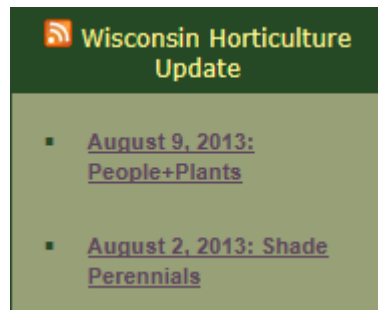 Wisconsin Horticulture
Update
August 9, 2013:
People+Plants
August 2, 2013: Shade
Perennials